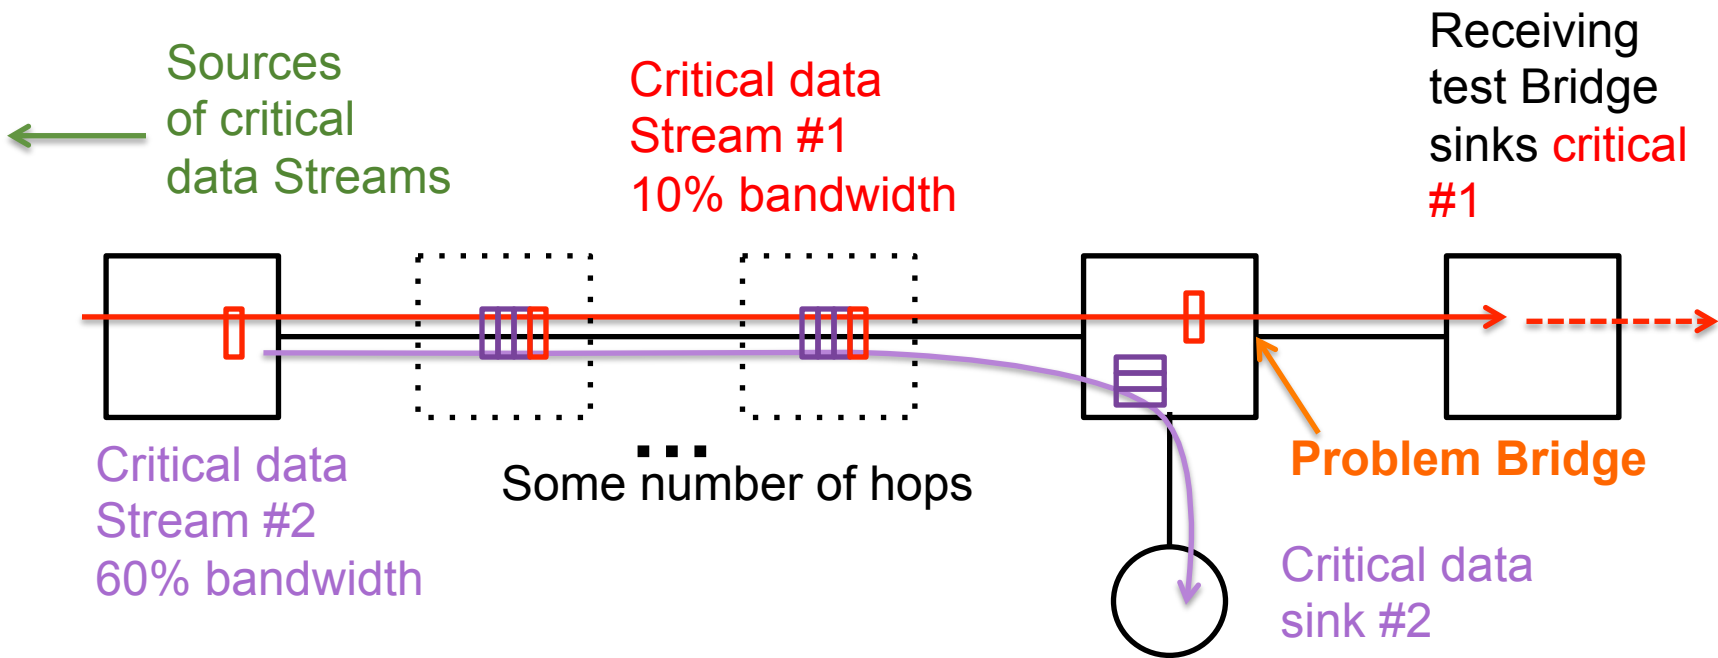 Sources
of critical
data Streams
Critical data
Stream #1
10% bandwidth
Receiving
test Bridge
sinks critical
#1
Critical data
Stream #2
60% bandwidth
...
Some number of hops
Problem Bridge
Critical data
sink #2